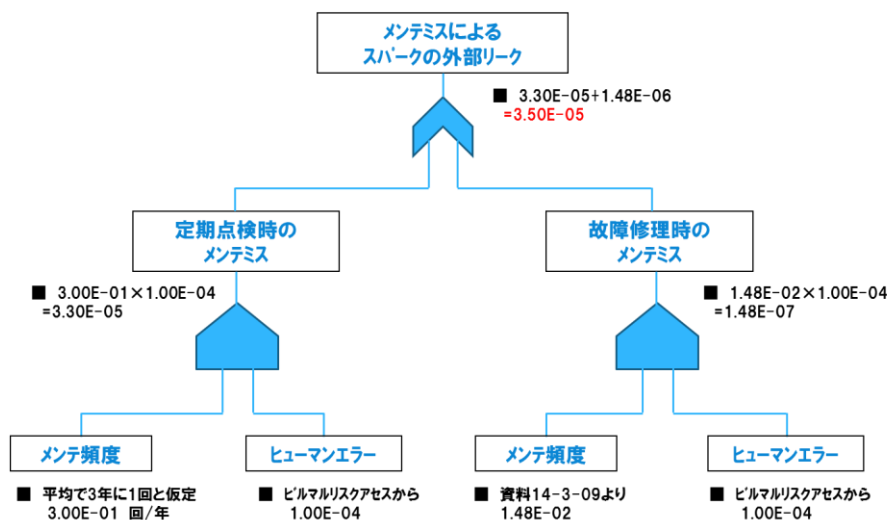 メンテミスによる
スパークの外部リーク
■ 3.30E-05+1.48E-06
=3.50E-05
定期点検時の
メンテミス
故障修理時の
メンテミス
■ 3.00E-01×1.00E-04
=3.30E-05
■ 1.48E-02×1.00E-04
=1.48E-07
メンテ頻度
ヒューマンエラー
メンテ頻度
ヒューマンエラー
■ 平均で3年に1回と仮定
3.00E-01 回/年
■ ビルマルリスクアセスから
1.00E-04
■ 資料14-3-09より
1.48E-02
■ ビルマルリスクアセスから
1.00E-04